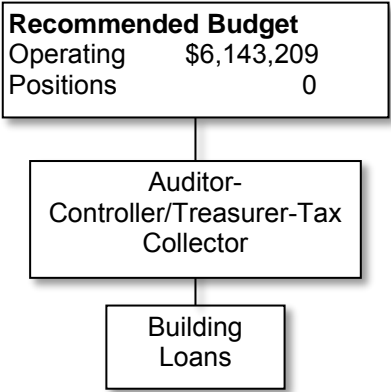 Recommended Budget
Operating $6,143,209
Positions 0
Auditor-
Controller/Treasurer-Tax
Collector
Building
Loans